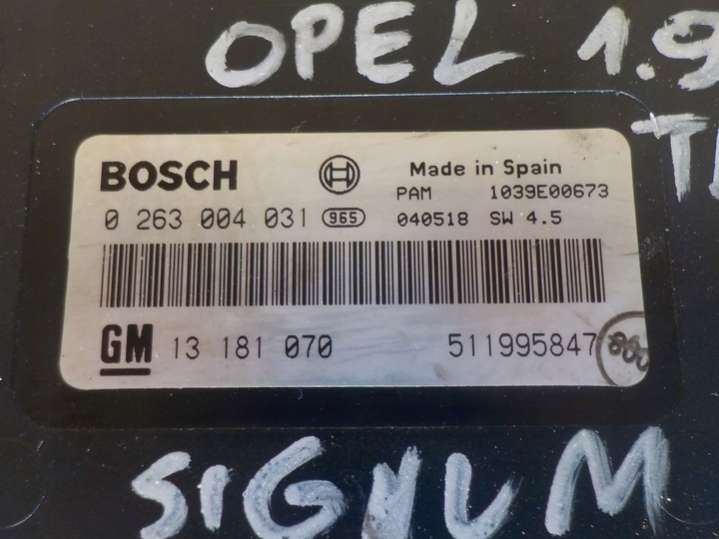 OPEL 1.9
BOSCH Made in Spain
PAM 1039E00673
0 263 004 031 965 040518 SW 4.5
GM 13 181 070 511995847
SIGNUM